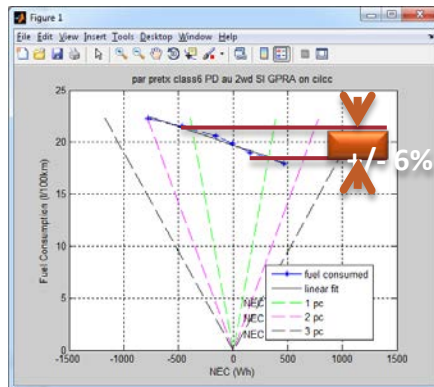 Figure 1
File Edit View Insert Tools Desktop Window Help
par pretx class6 PD au 2wd SI GPRA on cilcc
25
20
15
10
5
0
Fuel Consumption (l/100km)
-1500 -1000 -500 0 500 1000 1500
NEC (Wh)
+/- 6%
NEC
NEC
NEC
fuel consumed
linear fit
1 pc
2 pc
3 pc